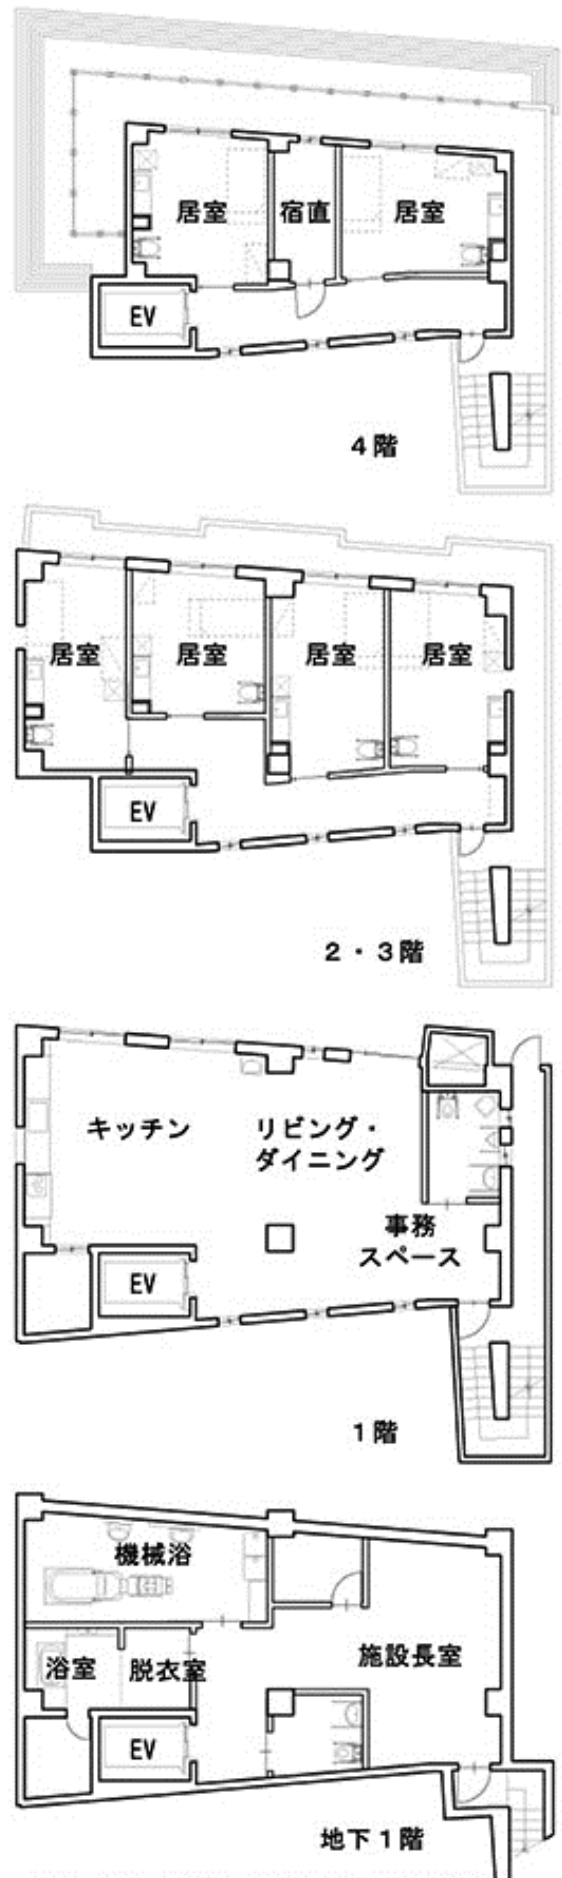 居室
宿直
居室
EV
4階
居室
居室
居室
居室
EV
2・3階
キッチン
リビング・
ダイニング
事務
スペース
EV
1階
機械浴
浴室
脱衣室
施設長室
EV
地下1階